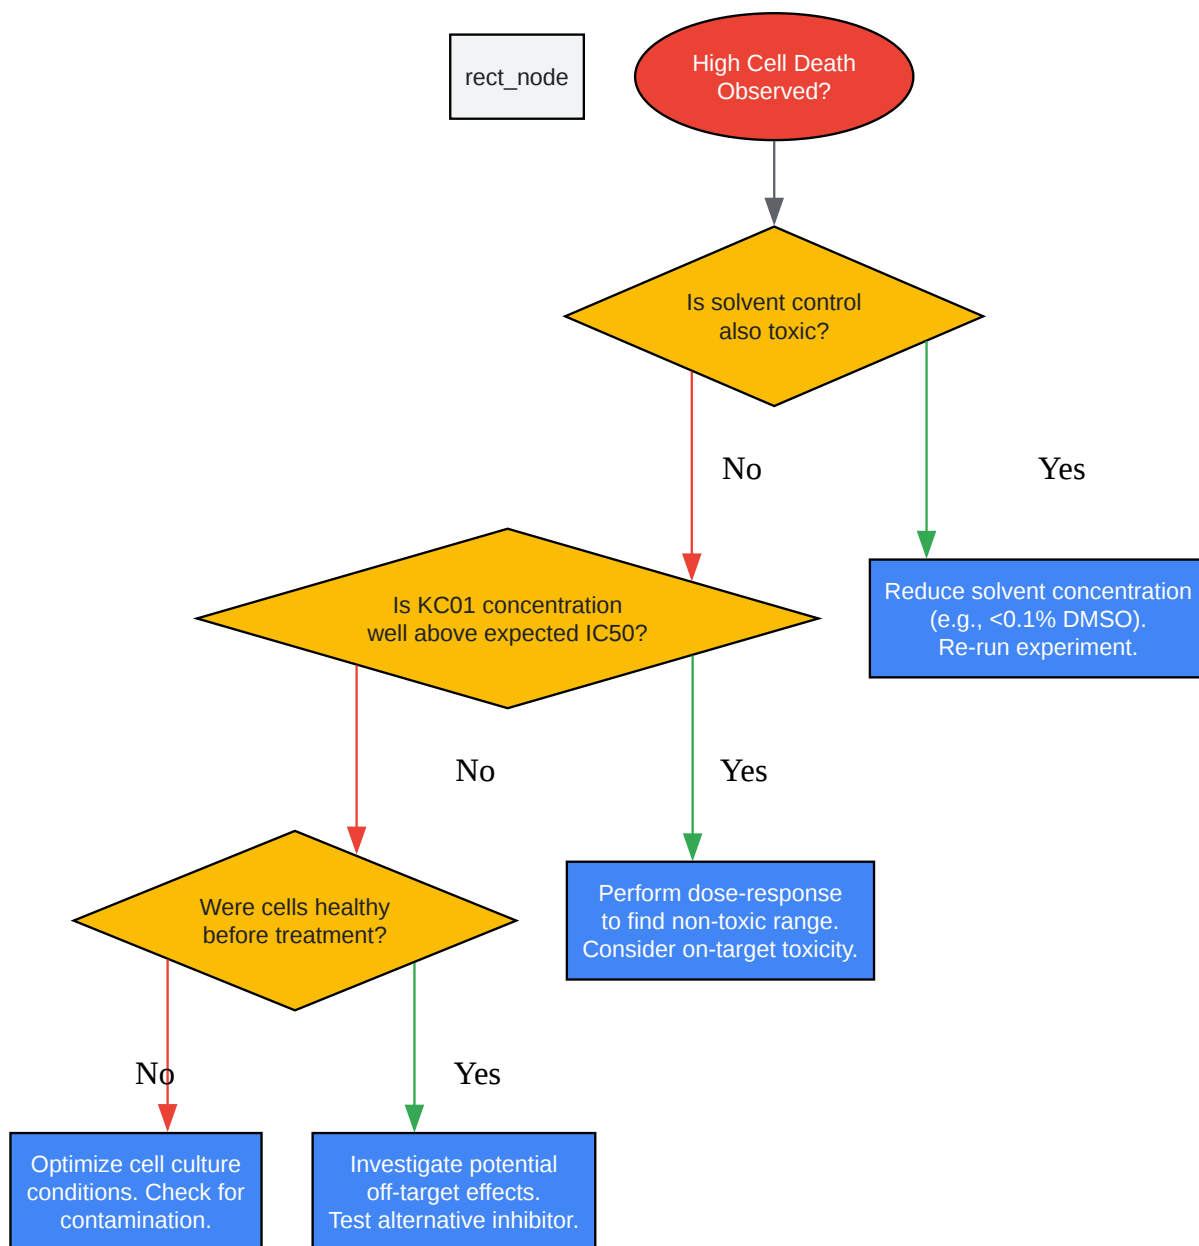 rect_node
High Cell Death
Observed?
Is solvent control
also toxic?
No
Yes
Is KC01 concentration
well above expected IC50?
Reduce solvent concentration
(e.g., <0.1% DMSO).
Re-run experiment.
No
Yes
Were cells healthy
before treatment?
Perform dose-response
to find non-toxic range.
Consider on-target toxicity.
No
Yes
Optimize cell culture
conditions. Check for
contamination.
Investigate potential
off-target effects.
Test alternative inhibitor.